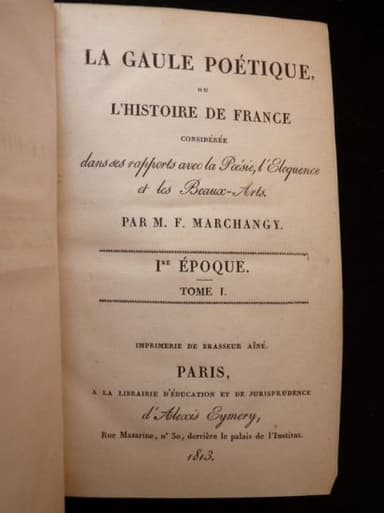 LA GAULE POÉTIQUE,
OU
L'HISTOIRE DE FRANCE
CONSIDÉRÉE
dans ses rapports avec la Poésie, l'Eloquence
et les Beaux-Arts.
PAR M. F. MARCHANGY.
Iʳᴱ ÉPOQUE.
TOME I.
IMPRIMERIE DE BRASSEUR AÎNÉ.
PARIS,
A LA LIBRAIRIE D'ÉDUCATION ET DE JURISPRUDENCE
d'Alexis Eymery,
Rue Mazarine, n° 30, derrière le palais de l'Institut.
1813.